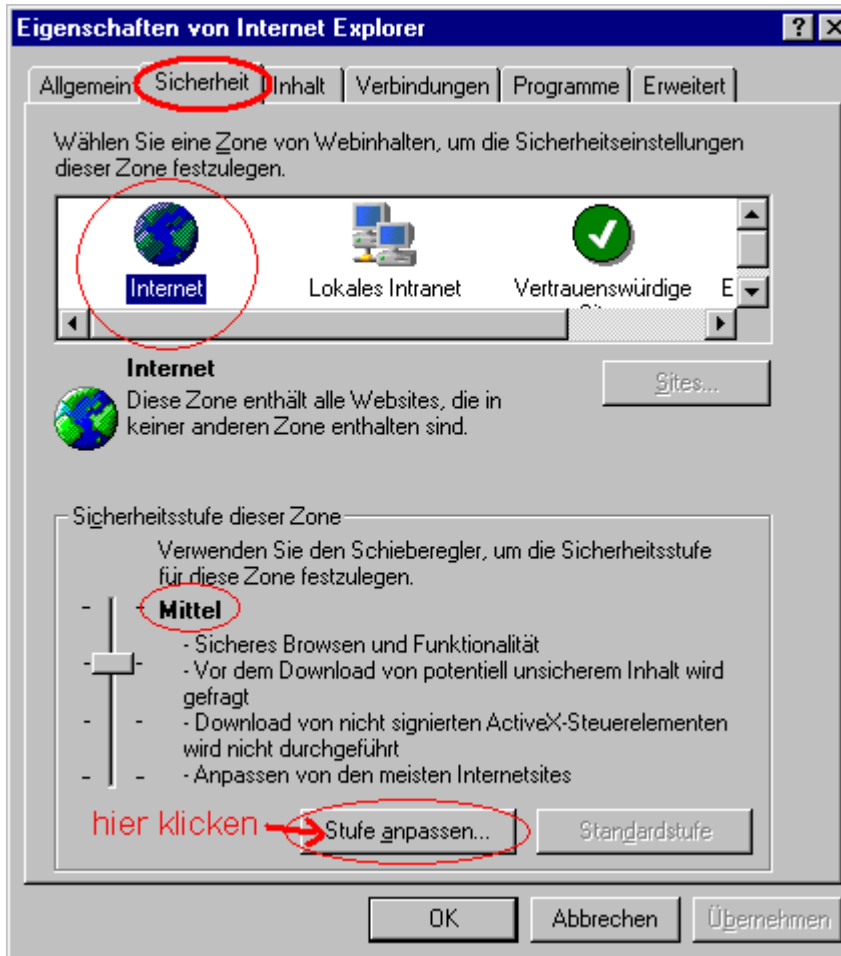 Eigenschaften von Internet Explorer
Allgemein Sicherheit Inhalt Verbindungen Programme Erweitert
Wählen Sie eine Zone von Webinhalten, um die Sicherheitseinstellungen
dieser Zone festzulegen.
Internet Lokales Intranet Vertrauenswürdige E
Internet
Sites...
Diese Zone enthält alle Websites, die in
keiner anderen Zone enthalten sind.
Sicherheitsstufe dieser Zone
Verwenden Sie den Schieberegler, um die Sicherheitsstufe
für diese Zone festzulegen.
Mittel
- Sicheres Browsen und Funktionalität
- Vor dem Download von potentiell unsicherem Inhalt wird
gefragt
- Download von nicht signierten ActiveX-Steuerelementen
wird nicht durchgeführt
- Anpassen von den meisten Internetsites
hier klicken Stufe anpassen... Standardstufe
OK Abbrechen Übernehmen